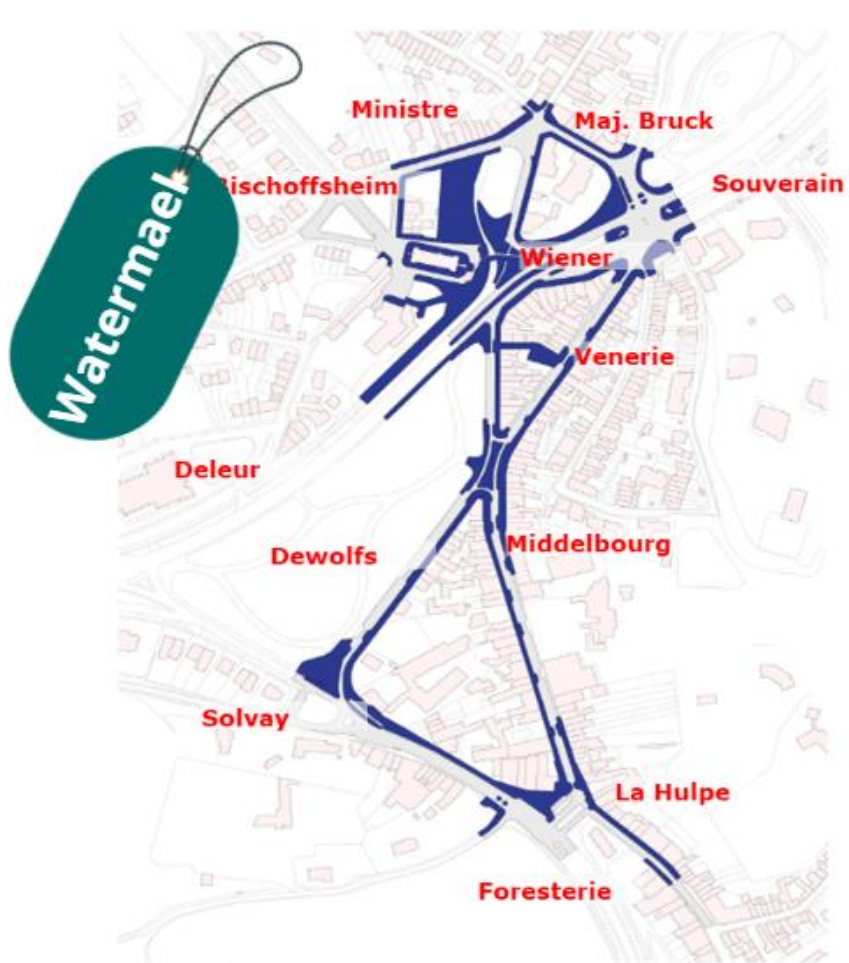 Ministre
Maj. Bruck
Bischoffsheim
Souverain
Watermael
Wiener
Venerie
Deleur
Middelbourg
Dewolfs
Solvay
La Hulpe
Foresterie